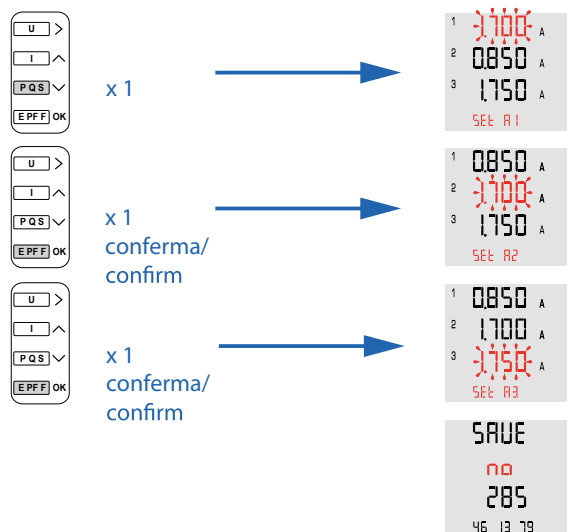 U >
I ∧
PQS ∨
EPFF OK
x 1
1 1.700 A
2 0.850 A
3 1.750 A
SEt A1
U >
I ∧
PQS ∨
EPFF OK
x 1
conferma/
confirm
1 0.850 A
2 1.700 A
3 1.750 A
SEt A2
U >
I ∧
PQS ∨
EPFF OK
x 1
conferma/
confirm
1 0.850 A
2 1.700 A
3 1.750 A
SEt A3
SAVE
no
285
46 13 79